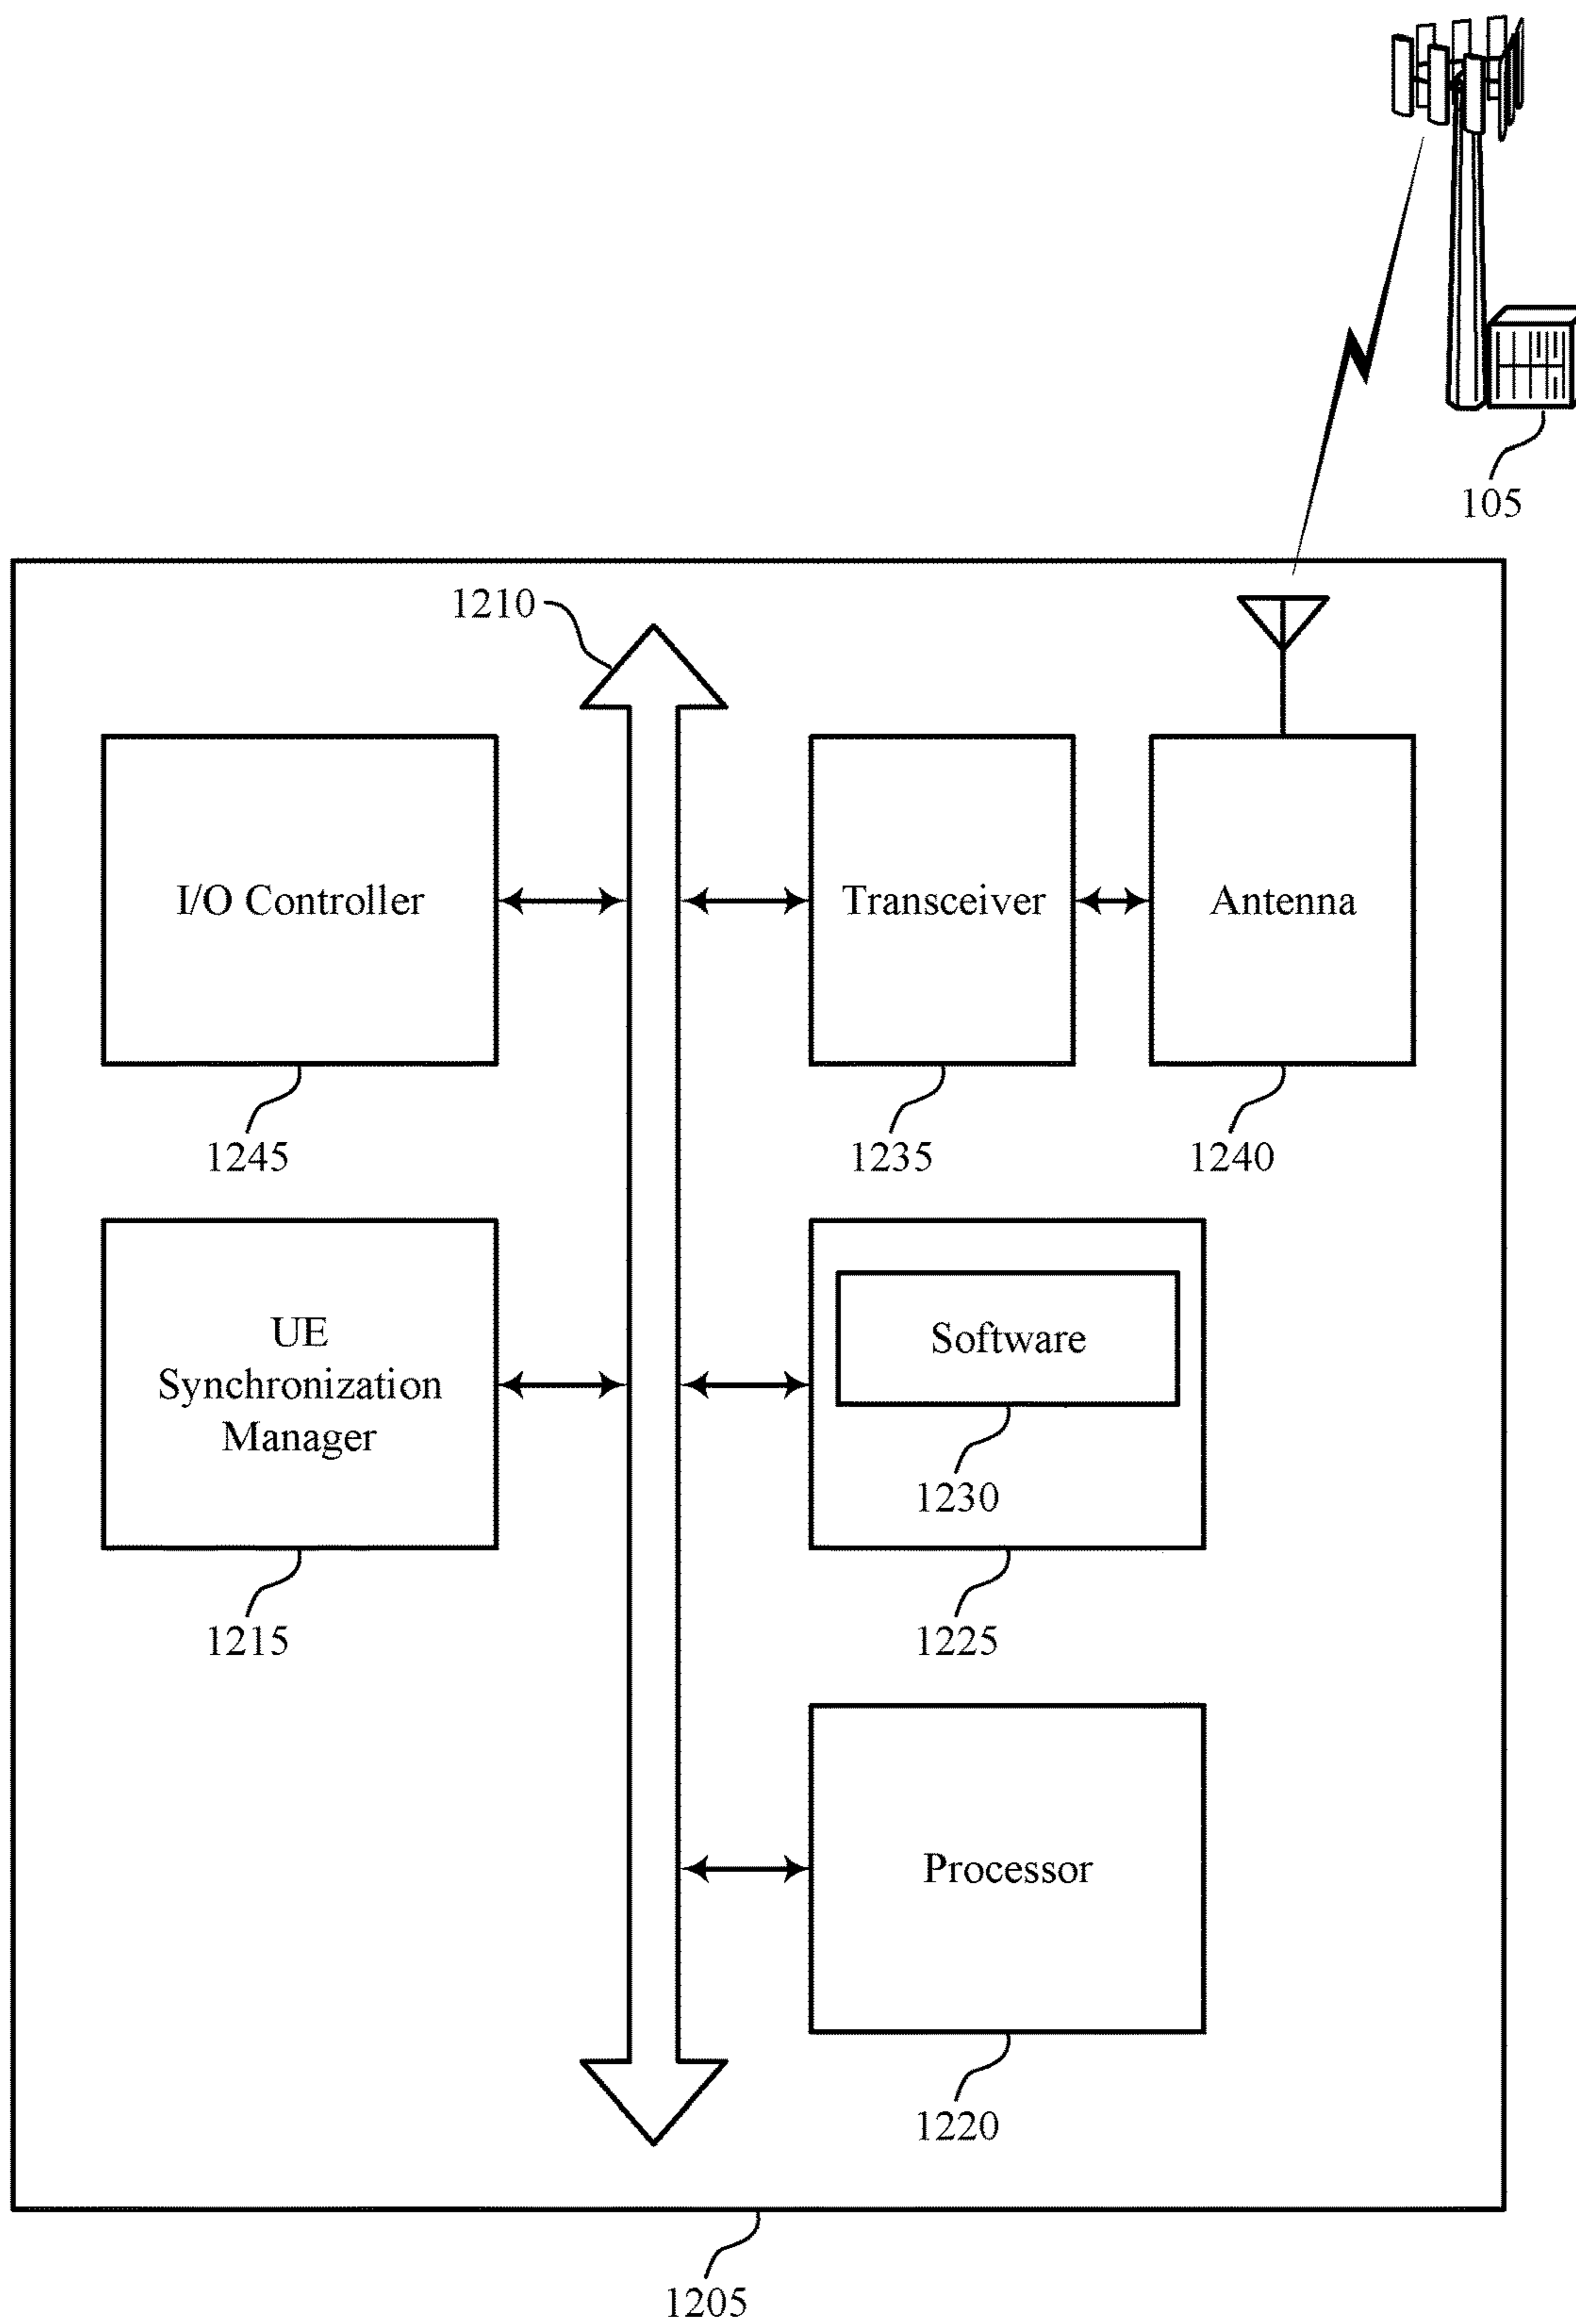 105
1210
I/O Controller
Transceiver
Antenna
1245
1235
1240
UE
Synchronization
Manager
Software
1230
1215
1225
Processor
1220
1205